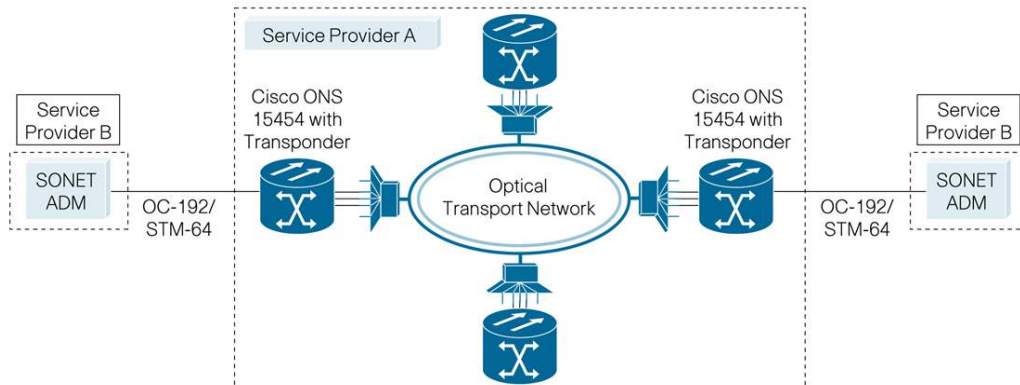 Service Provider A
Service
Provider B
SONET
ADM
OC-192/
STM-64
Cisco ONS
15454 with
Transponder
Optical
Transport Network
Cisco ONS
15454 with
Transponder
OC-192/
STM-64
Service
Provider B
SONET
ADM